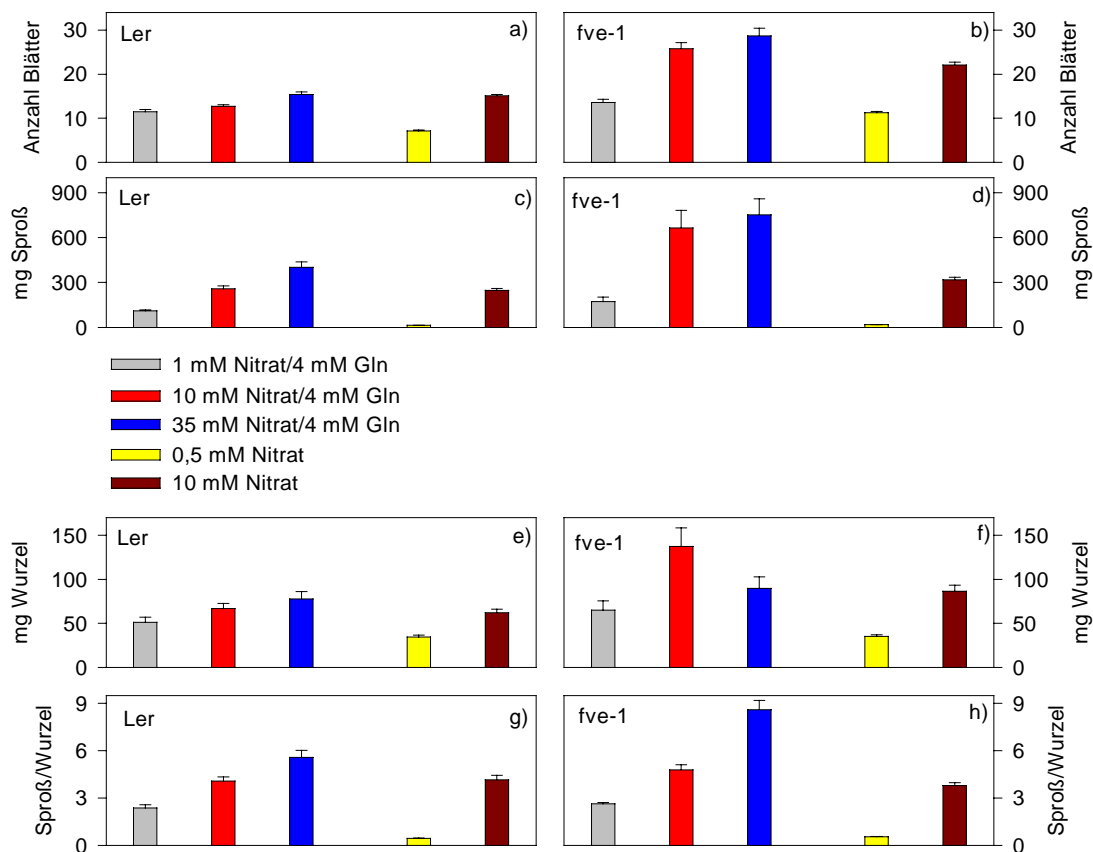 Anzahl Blätter
30
20
10
0
Ler
a)
fve-1
b)
30
20
10
0
Anzahl Blätter
mg Sproß
900
600
300
0
Ler
c)
fve-1
d)
900
600
300
0
mg Sproß
1 mM Nitrat/4 mM Gln
10 mM Nitrat/4 mM Gln
35 mM Nitrat/4 mM Gln
0,5 mM Nitrat
10 mM Nitrat
mg Wurzel
150
100
50
0
Ler
e)
fve-1
f)
150
100
50
0
mg Wurzel
Sproß/Wurzel
9
6
3
0
Ler
g)
fve-1
h)
9
6
3
0
Sproß/Wurzel